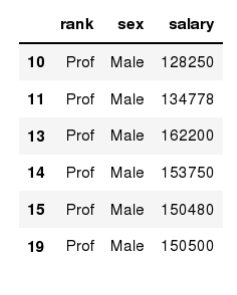 rank sex salary
10 Prof Male 128250
11 Prof Male 134778
13 Prof Male 162200
14 Prof Male 153750
15 Prof Male 150480
19 Prof Male 150500